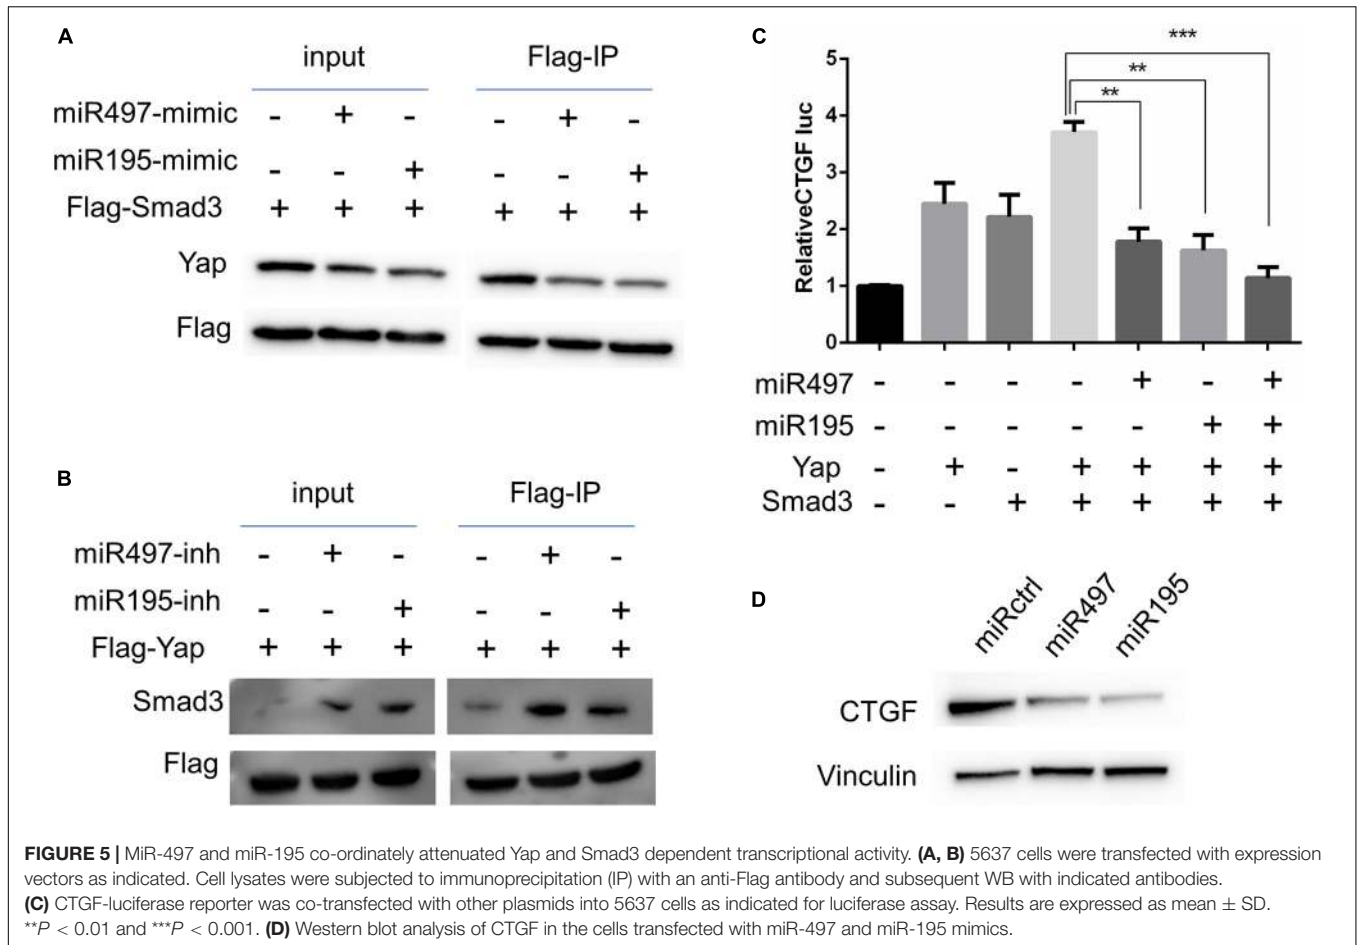 A
input Flag-IP
miR497-mimic - + - - + -
miR195-mimic - - + - - +
Flag-Smad3 + + + + + +
Yap
Flag
B
input Flag-IP
miR497-inh - + - - + -
miR195-inh - - + - - +
Flag-Yap + + + + + +
Smad3
Flag
C
***
**
**
RelativeCTGF luc
5
4
3
2
1
0
miR497 - - - - + - +
miR195 - - - - - + +
Yap - + - + + + +
Smad3 - - + + + + +
D
miRctrl miR497 miR195
CTGF
Vinculin
FIGURE 5 | MiR-497 and miR-195 co-ordinately attenuated Yap and Smad3 dependent transcriptional activity. (A, B) 5637 cells were transfected with expression
vectors as indicated. Cell lysates were subjected to immunoprecipitation (IP) with an anti-Flag antibody and subsequent WB with indicated antibodies.
(C) CTGF-luciferase reporter was co-transfected with other plasmids into 5637 cells as indicated for luciferase assay. Results are expressed as mean ± SD.
**P < 0.01 and ***P < 0.001. (D) Western blot analysis of CTGF in the cells transfected with miR-497 and miR-195 mimics.